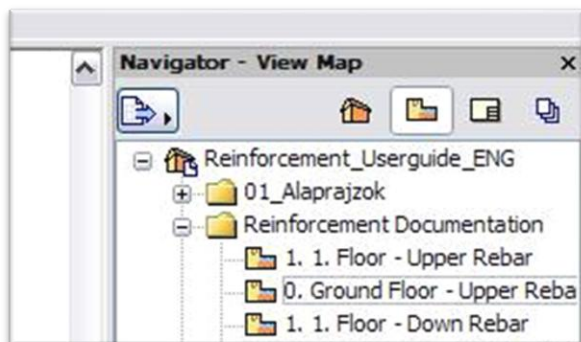 Navigator - View Map
Reinforcement_Userguide_ENG
01_Alaprajzok
Reinforcement Documentation
1. 1. Floor - Upper Rebar
0. Ground Floor - Upper Reba
1. 1. Floor - Down Rebar